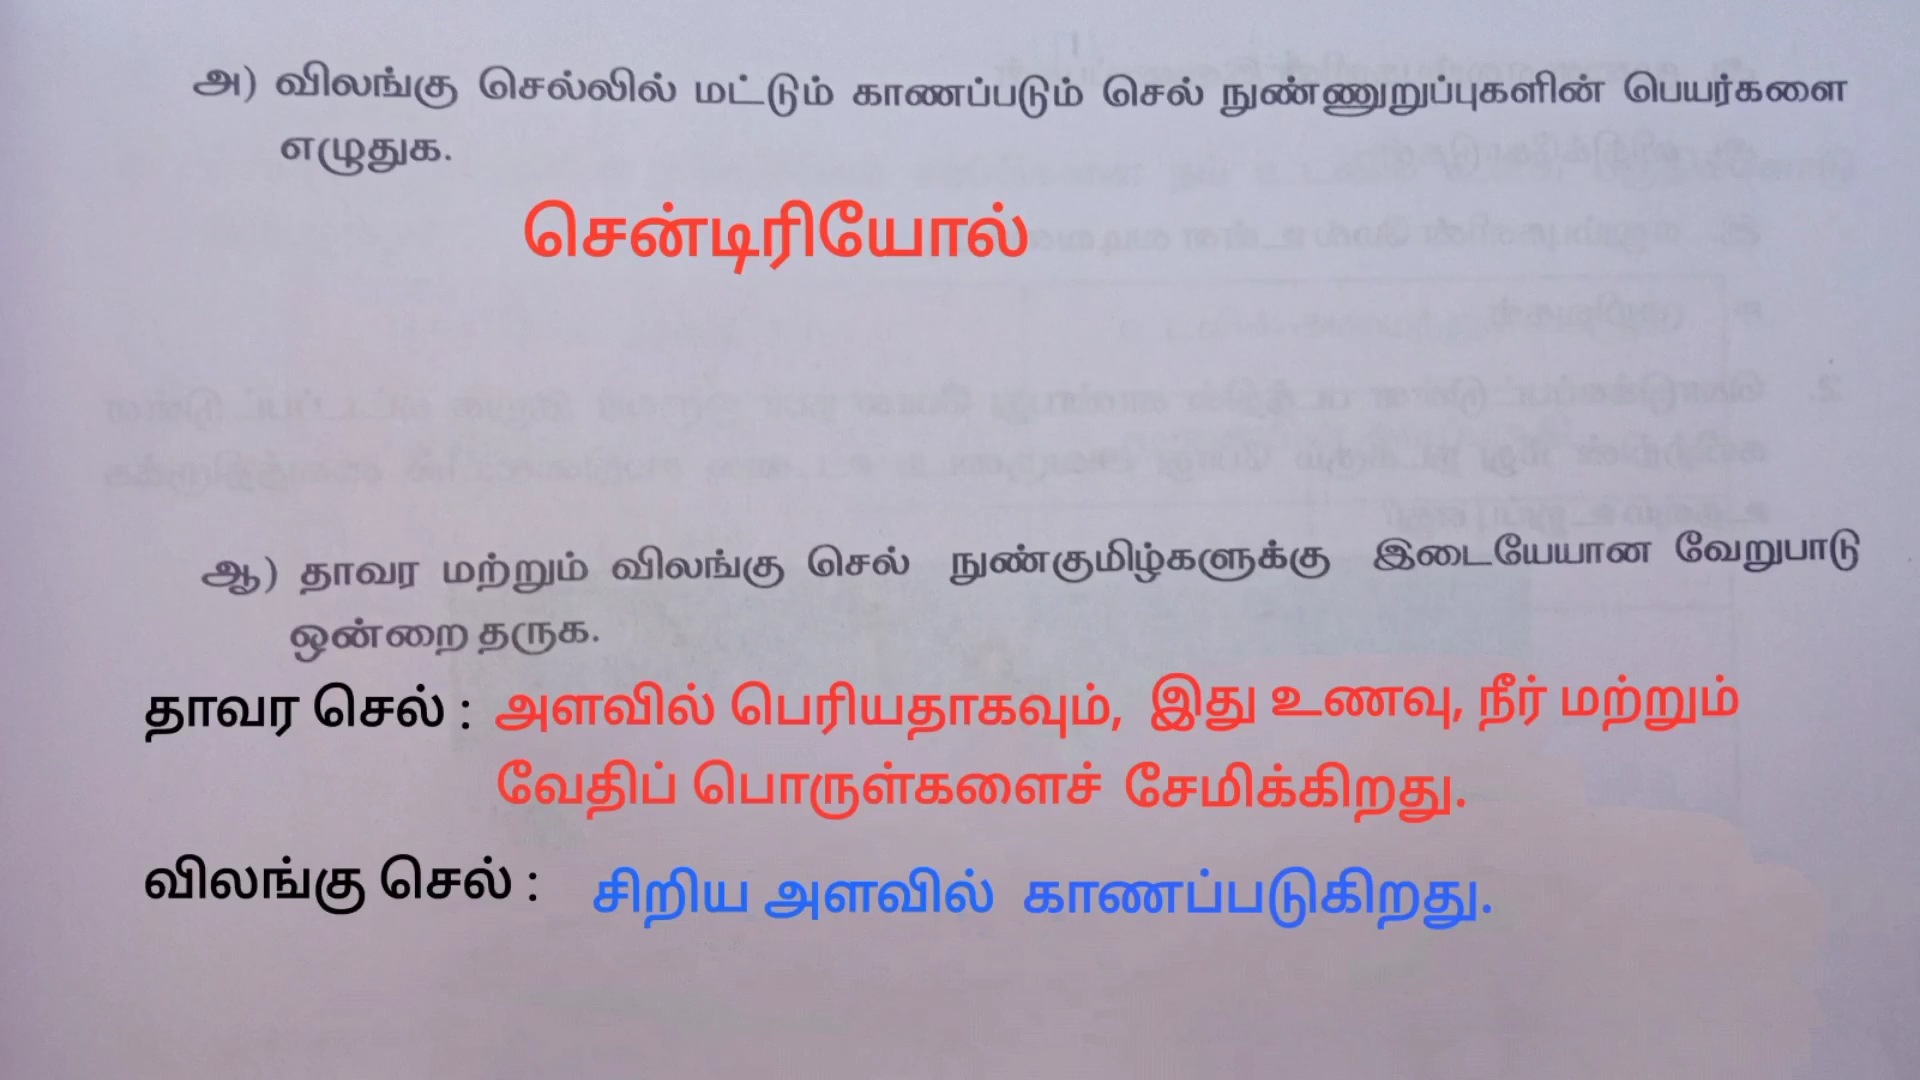 அ) விலங்கு செல்லில் மட்டும் காணப்படும் செல் நுண்ணுறுப்புகளின் பெயர்களை
எழுதுக.
சென்டிரியோல்
ஆ) தாவர மற்றும் விலங்கு செல் நுண்குமிழ்களுக்கு இடையேயான வேறுபாடு
ஒன்றை தருக.
தாவர செல் : அளவில் பெரியதாகவும், இது உணவு, நீர் மற்றும்
வேதிப் பொருள்களைச் சேமிக்கிறது.
விலங்கு செல் : சிறிய அளவில் காணப்படுகிறது.